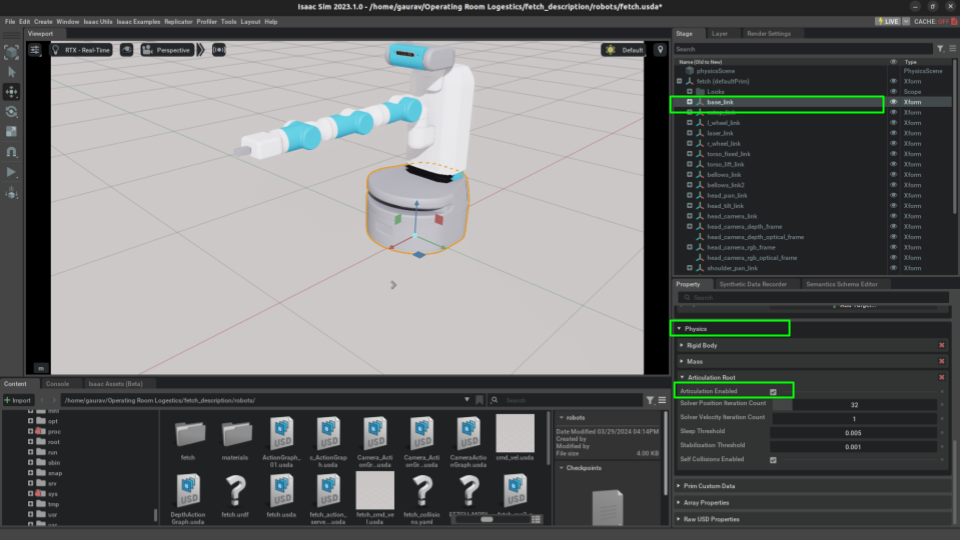 Isaac Sim 2023.1.0 - /home/gaurav/Operating Room Logestics/fetch_description/robots/fetch.usda*
File Edit Create Window Isaac Utils Isaac Examples Replicator Profiler Tools Layout Help
LIVE CACHE: OFF
Viewport
RTX - Real-Time Perspective Default
m
Stage Layer Render Settings
Search
Name (Old to New) Type
physicsScene PhysicsScene
fetch (defaultPrim) Xform
Looks Scope
base_link Xform
Xform
l_wheel_link Xform
laser_link Xform
r_wheel_link Xform
torso_fixed_link Xform
torso_lift_link Xform
bellows_link Xform
bellows_link2 Xform
head_pan_link Xform
head_tilt_link Xform
head_camera_link Xform
head_camera_depth_frame Xform
head_camera_depth_optical_frame Xform
head_camera_rgb_frame Xform
head_camera_rgb_optical_frame Xform
shoulder_pan_link Xform
Property Synthetic Data Recorder Semantics Schema Editor
Search
Physics
Rigid Body
Mass
Articulation Root
Articulation Enabled
Solver Position Iteration Count 32
Solver Velocity Iteration Count 1
Sleep Threshold 0.005
Stabilization Threshold 0.001
Self Collisions Enabled
Prim Custom Data
Array Properties
Raw USD Properties
Content Console Isaac Assets (Beta)
Import /home/gaurav/Operating Room Logestics/fetch_description/robots/ Search
mnt
opt
proc
root
run
sbin
snap
srv
sys
tmp
usr
fetch
materials
ActionGraph_01.usda
c_ActionGraph.usda
Camera_ActionGr...
Camera_ActionGr...
CameraActionGraph.usda
cmd_vel.usda
DepthActionGraph.usda
fetch.urdf
fetch.usda
fetch_action_serve...
fetch_cmd_vel.usda
fetch_collisions.yaml
robots
Date Modified 03/29/2024 04:14PM
Created by
Modified by
File size 4.00 KB
Checkpoints